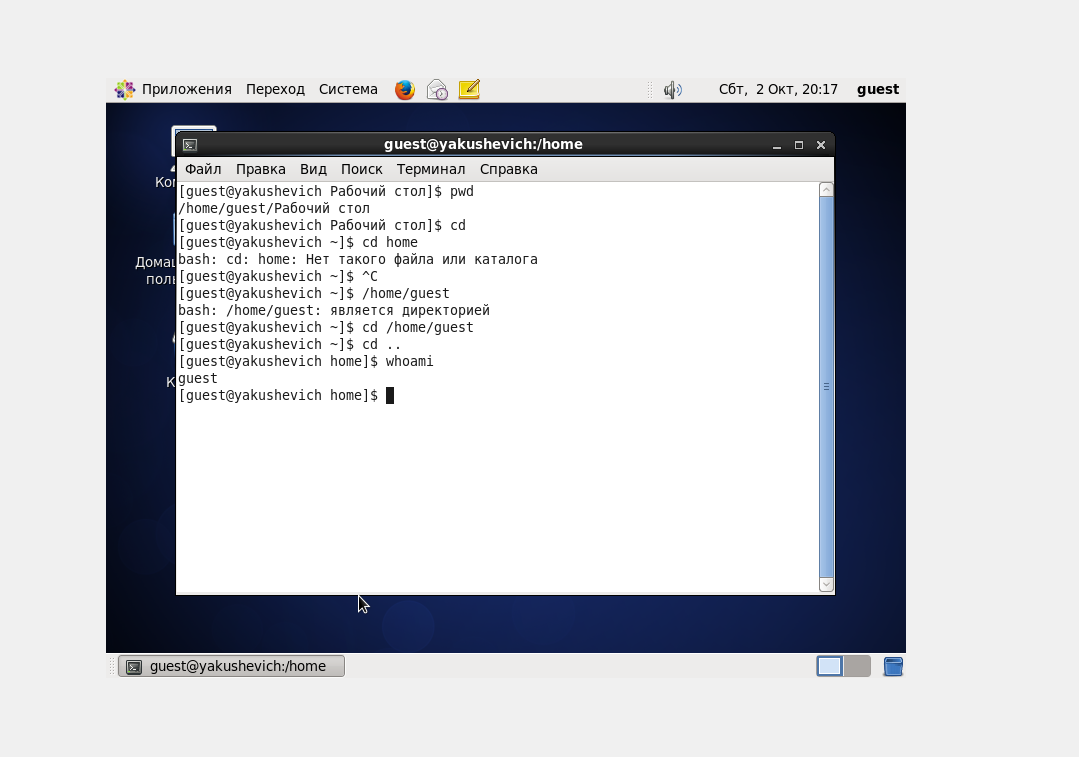 Приложения Переход Система Сбт, 2 Окт, 20:17 guest
guest@yakushevich:/home
Файл Правка Вид Поиск Терминал Справка
[guest@yakushevich Рабочий стол]$ pwd
/home/guest/Рабочий стол
[guest@yakushevich Рабочий стол]$ cd
[guest@yakushevich ~]$ cd home
bash: cd: home: Нет такого файла или каталога
[guest@yakushevich ~]$ ^C
[guest@yakushevich ~]$ /home/guest
bash: /home/guest: является директорией
[guest@yakushevich ~]$ cd /home/guest
[guest@yakushevich ~]$ cd ..
[guest@yakushevich home]$ whoami
guest
[guest@yakushevich home]$
guest@yakushevich:/home